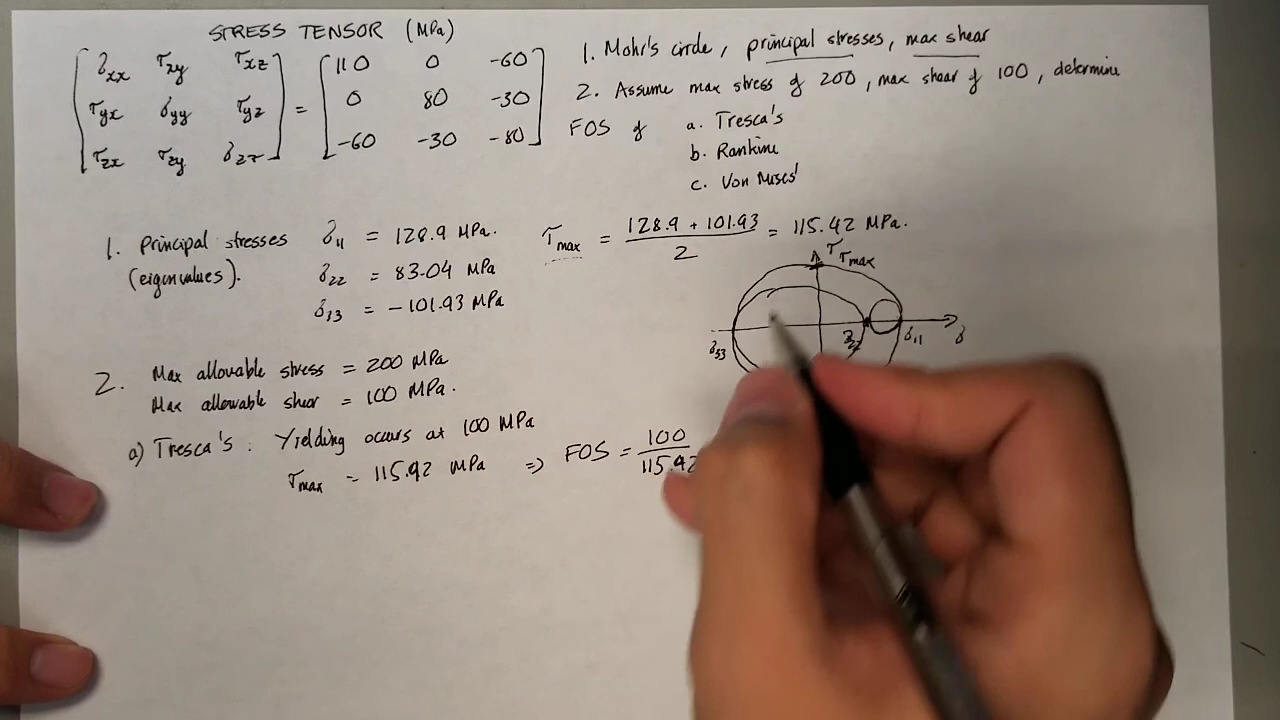 STRESS TENSOR (MPa)
[σxx τxy τxz] = [110 0 -60]
[τyx σyy τyz] [0 80 -30]
[τzx τzy σzz] [-60 -30 -80]
1. Mohr's circle, principal stresses, max shear
2. Assume max stress of 200, max shear of 100, determine
FOS of a. Tresca's
b. Rankine
c. Von Mises'
1. Principal stresses σ11 = 128.9 MPa.
(eigenvalues). σ22 = 83.04 MPa
σ33 = -101.93 MPa
τmax = (128.9 + 101.93)/2 = 115.42 MPa.
τ τmax
σ33 σ22 σ11 σ
2. Max allowable stress = 200 MPa
Max allowable shear = 100 MPa.
a) Tresca's: Yielding occurs at 100 MPa
τmax = 115.42 MPa => FOS = 100/115.42